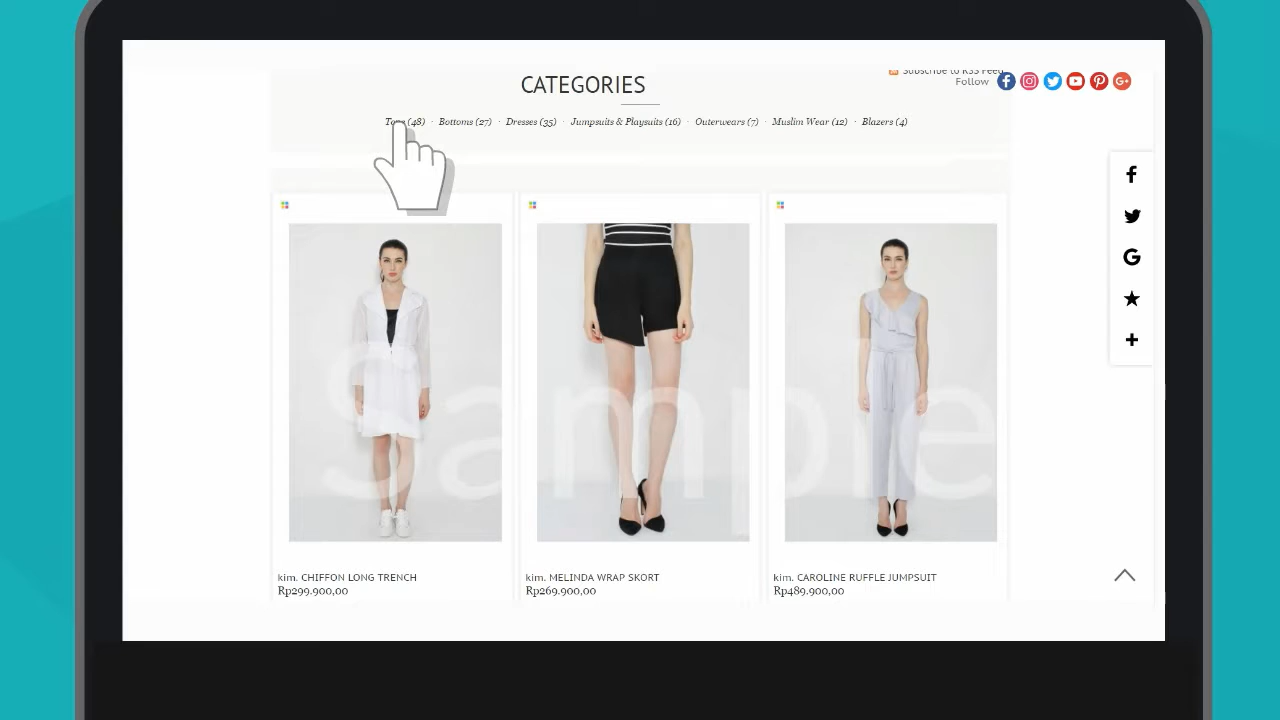 Subscribe to RSS Feed
CATEGORIES
Follow
Tops (48) · Bottoms (27) · Dresses (35) · Jumpsuits & Playsuits (16) · Outerwears (7) · Muslim Wear (12) · Blazers (4)
Sample
kim. CHIFFON LONG TRENCH
Rp299.900,00
kim. MELINDA WRAP SKORT
Rp269.900,00
kim. CAROLINE RUFFLE JUMPSUIT
Rp489.900,00